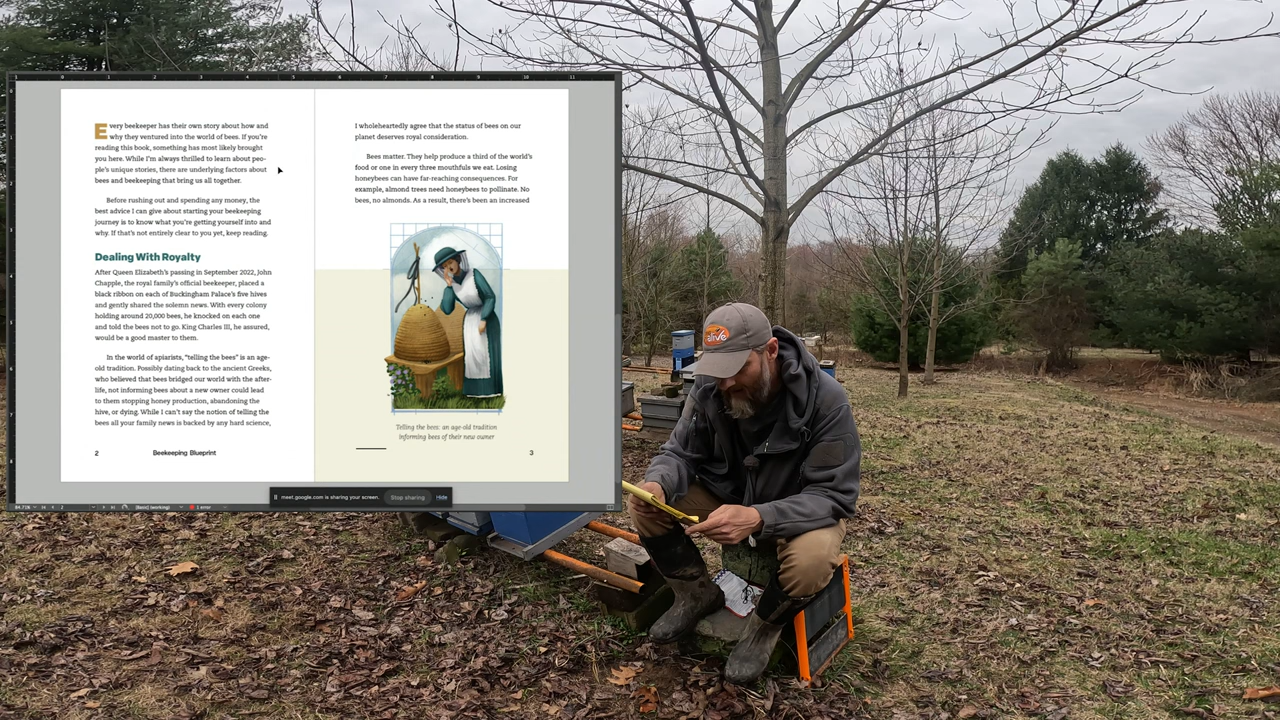 Every beekeeper has their own story about how and
why they ventured into the world of bees. If you're
reading this book, something has most likely brought
you here. While I'm always thrilled to learn about peo-
ple's unique stories, there are underlying factors about
bees and beekeeping that bring us all together.
Before rushing out and spending any money, the
best advice I can give about starting your beekeeping
journey is to know what you're getting yourself into and
why. If that's not entirely clear to you yet, keep reading.
Dealing With Royalty
After Queen Elizabeth's passing in September 2022, John
Chapple, the royal family's official beekeeper, placed a
black ribbon on each of Buckingham Palace's five hives
and gently shared the solemn news. With every colony
holding around 20,000 bees, he knocked on each one
and told the bees not to go. King Charles III, he assured,
would be a good master to them.
In the world of apiarists, "telling the bees" is an age-
old tradition. Possibly dating back to the ancient Greeks,
who believed that bees bridged our world with the after-
life, not informing bees about a new owner could lead
to them stopping honey production, abandoning the
hive, or dying. While I can't say the notion of telling the
bees all your family news is backed by any hard science,
2 Beekeeping Blueprint
I wholeheartedly agree that the status of bees on our
planet deserves royal consideration.
Bees matter. They help produce a third of the world's
food or one in every three mouthfuls we eat. Losing
honeybees can have far-reaching consequences. For
example, almond trees need honeybees to pollinate. No
bees, no almonds. As a result, there's been an increased
Telling the bees: an age old tradition
informing bees of their new owner
3
meet.google.com is sharing your screen. Stop sharing Hide
[Basic] (working) 1 error
alive